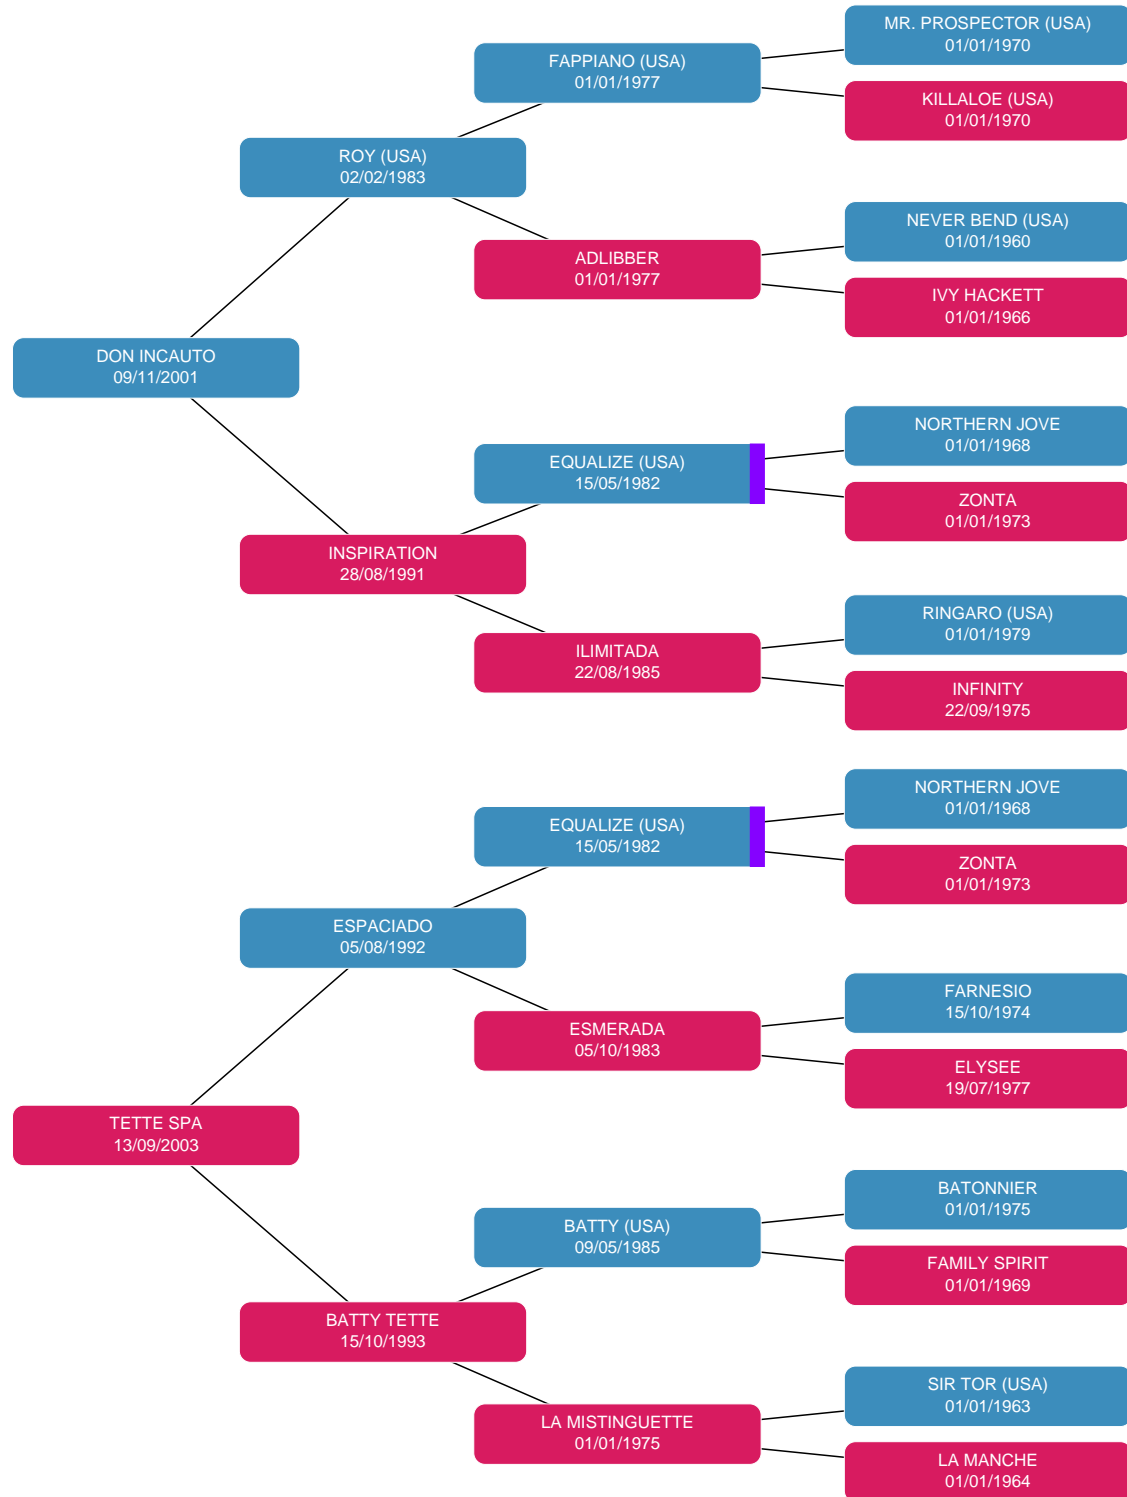 MR. PROSPECTOR (USA)
01/01/1970
FAPPIANO (USA)
01/01/1977
KILLALOE (USA)
01/01/1970
ROY (USA)
02/02/1983
NEVER BEND (USA)
01/01/1960
ADLIBBER
01/01/1977
IVY HACKETT
01/01/1966
DON INCAUTO
09/11/2001
NORTHERN JOVE
01/01/1968
EQUALIZE (USA)
15/05/1982
ZONTA
01/01/1973
INSPIRATION
28/08/1991
RINGARO (USA)
01/01/1979
ILIMITADA
22/08/1985
INFINITY
22/09/1975
NORTHERN JOVE
01/01/1968
EQUALIZE (USA)
15/05/1982
ZONTA
01/01/1973
ESPACIADO
05/08/1992
FARNESIO
15/10/1974
ESMERADA
05/10/1983
ELYSEE
19/07/1977
TETTE SPA
13/09/2003
BATONNIER
01/01/1975
BATTY (USA)
09/05/1985
FAMILY SPIRIT
01/01/1969
BATTY TETTE
15/10/1993
SIR TOR (USA)
01/01/1963
LA MISTINGUETTE
01/01/1975
LA MANCHE
01/01/1964